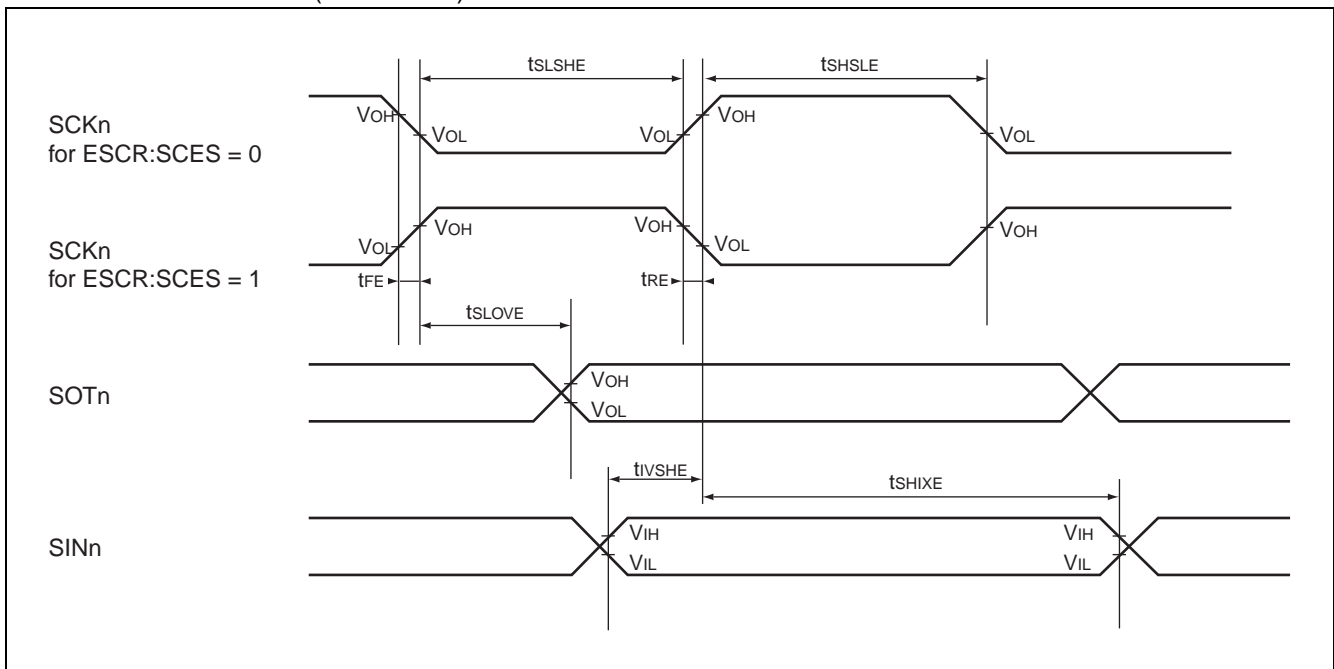 tSLSHE
tSHSLE
SCKn
for ESCR:SCES = 0
VOH
VOL
VOL
VOH
VOL
SCKn
for ESCR:SCES = 1
VOL
VOH
VOH
VOL
VOH
tFE
tRE
tSLOVE
SOTn
VOH
VOL
tIVSHE
tSHIXE
SINn
VIH
VIL
VIH
VIL